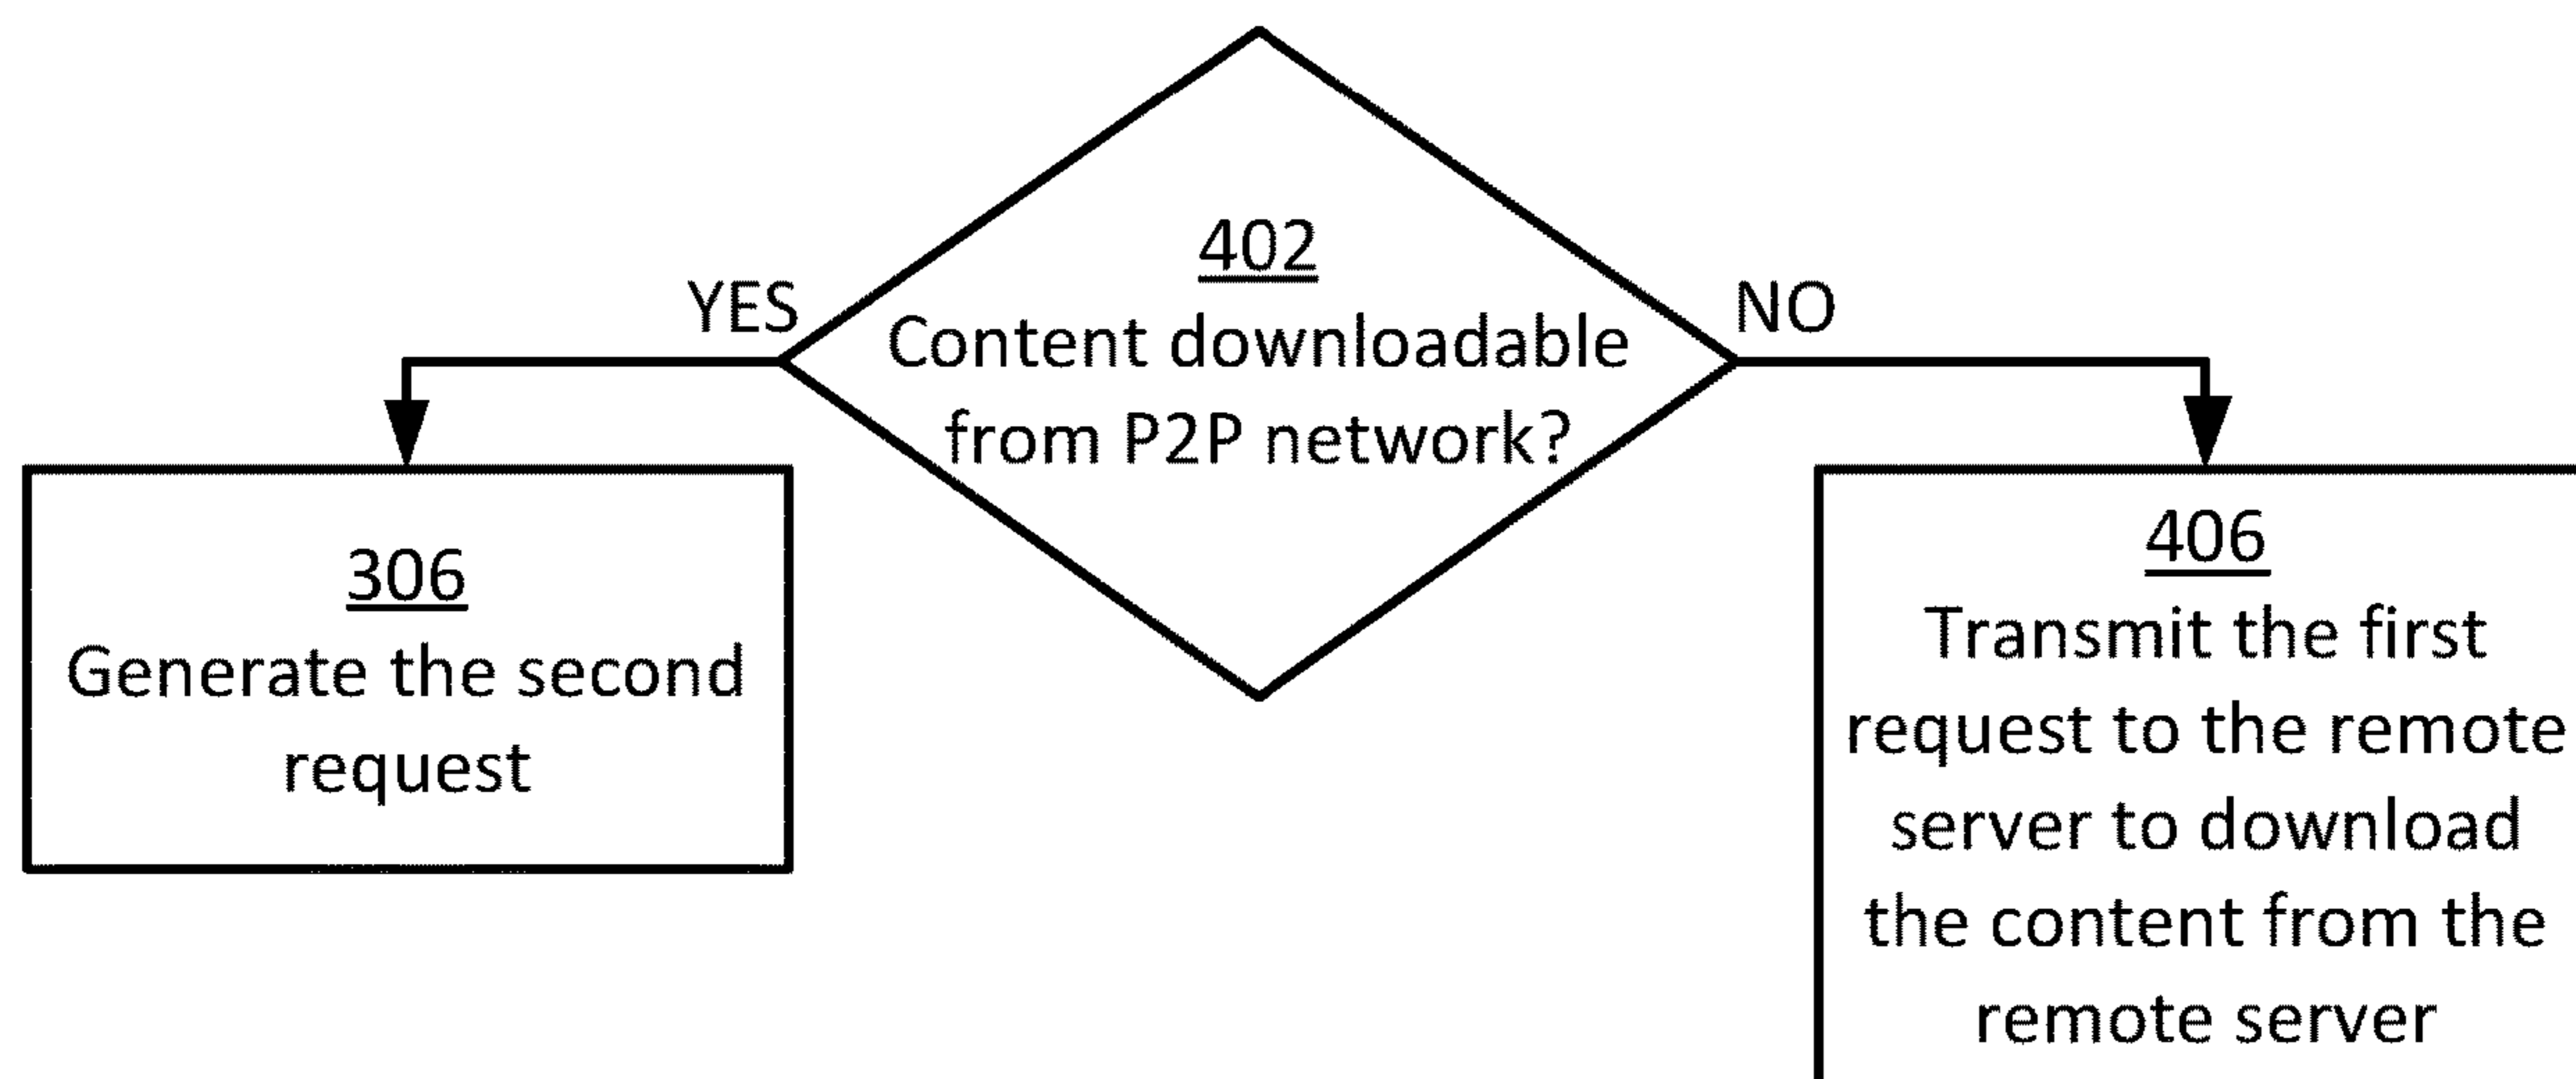 402
Content downloadable
from P2P network?
YES
NO
306
Generate the second
request
406
Transmit the first
request to the remote
server to download
the content from the
remote server